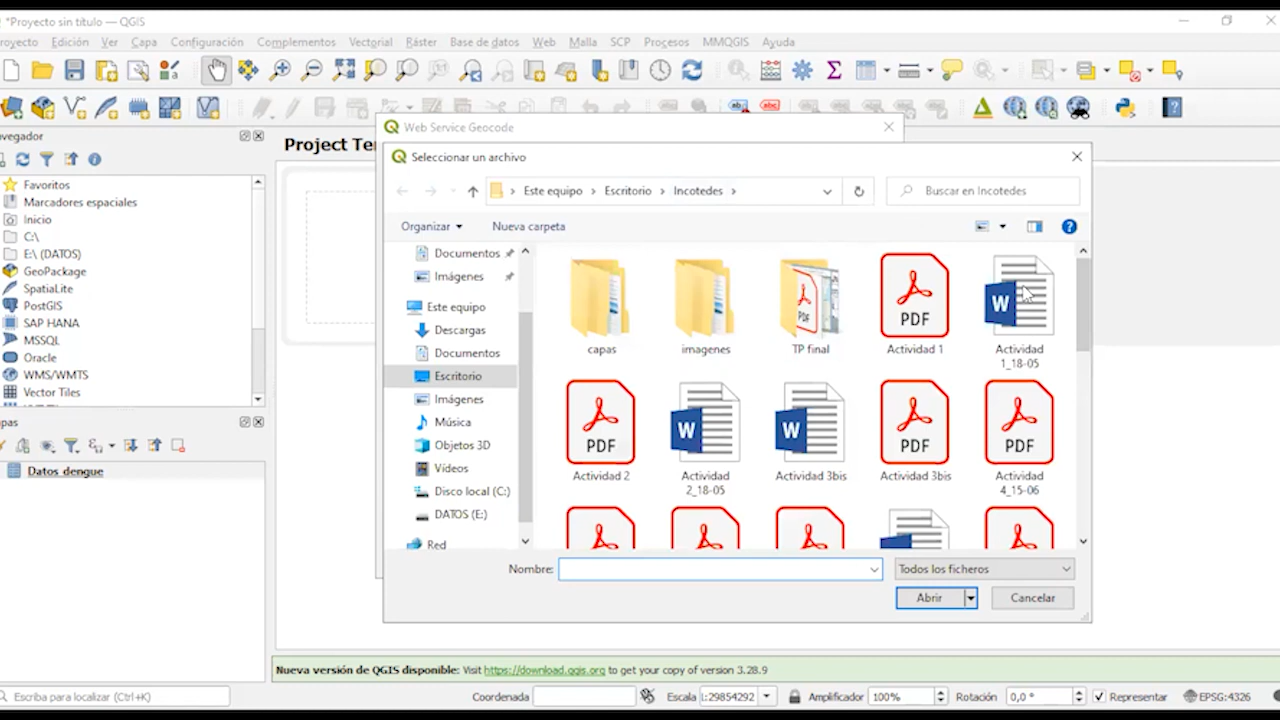 *Proyecto sin título — QGIS
royecto Edición Ver Capa Configuración Complementos Vectorial Ráster Base de datos Web Malla SCP Procesos MMQGIS Ayuda
abc abc
avegador
Project Te
Favoritos
Marcadores espaciales
Inicio
C:\
E:\ (DATOS)
GeoPackage
SpatiaLite
PostGIS
SAP HANA
MSSQL
Oracle
WMS/WMTS
Vector Tiles
apas
Datos dengue
Web Service Geocode
Seleccionar un archivo
Este equipo > Escritorio > Incotedes >
Buscar en Incotedes
Organizar Nueva carpeta
Documentos
Imágenes
Este equipo
Descargas
Documentos
Escritorio
Imágenes
Música
Objetos 3D
Vídeos
Disco local (C:)
DATOS (E:)
Red
PDF PDF W
capas imagenes TP final Actividad 1 Actividad
1_18-05
PDF W W PDF PDF
Actividad 2 Actividad Actividad 3bis Actividad 3bis Actividad
2_18-05 4_15-06
Nombre: Todos los ficheros
Abrir Cancelar
Nueva versión de QGIS disponible: Visit https://download.qgis.org to get your copy of version 3.28.9
Escriba para localizar (Ctrl+K) Coordenada Escala 1:29854292 Amplificador 100% Rotación 0,0 ° Representar EPSG:4326